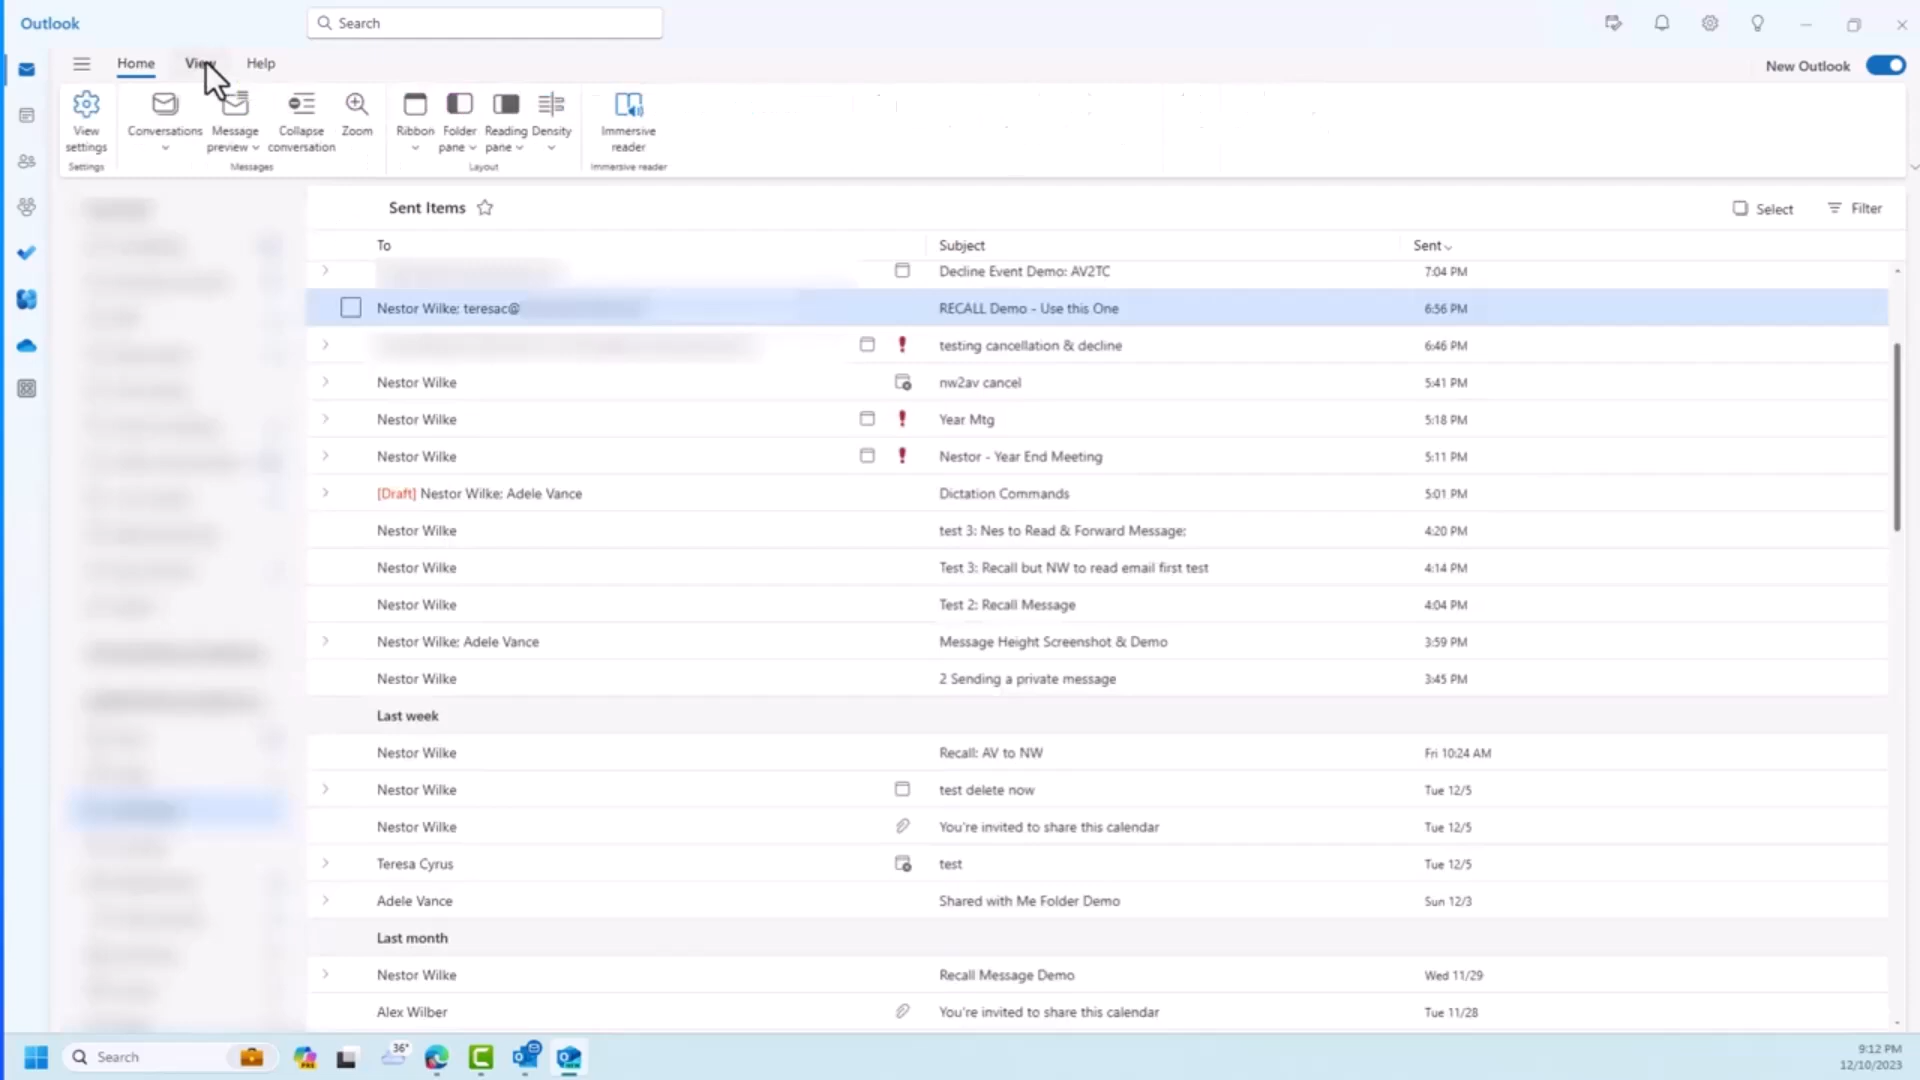 Outlook
Search
Home View Help
New Outlook
View settings
Conversations
Message preview
Collapse conversation
Zoom
Ribbon
Folder pane
Reading pane
Density
Immersive reader
Settings
Messages
Layout
Immersive reader
Sent Items
Select
Filter
To Subject Sent
Decline Event Demo: AV2TC 7:04 PM
Nestor Wilke; teresac@ RECALL Demo - Use this One 6:56 PM
testing cancellation & decline 6:46 PM
Nestor Wilke nw2av cancel 5:41 PM
Nestor Wilke Year Mtg 5:18 PM
Nestor Wilke Nestor - Year End Meeting 5:11 PM
[Draft] Nestor Wilke; Adele Vance Dictation Commands 5:01 PM
Nestor Wilke test 3: Nes to Read & Forward Message; 4:20 PM
Nestor Wilke Test 3: Recall but NW to read email first test 4:14 PM
Nestor Wilke Test 2: Recall Message 4:04 PM
Nestor Wilke; Adele Vance Message Height Screenshot & Demo 3:59 PM
Nestor Wilke 2 Sending a private message 3:45 PM
Last week
Nestor Wilke Recall: AV to NW Fri 10:24 AM
Nestor Wilke test delete now Tue 12/5
Nestor Wilke You're invited to share this calendar Tue 12/5
Teresa Cyrus test Tue 12/5
Adele Vance Shared with Me Folder Demo Sun 12/3
Last month
Nestor Wilke Recall Message Demo Wed 11/29
Alex Wilber You're invited to share this calendar Tue 11/28
Search
36°
9:12 PM
12/10/2023